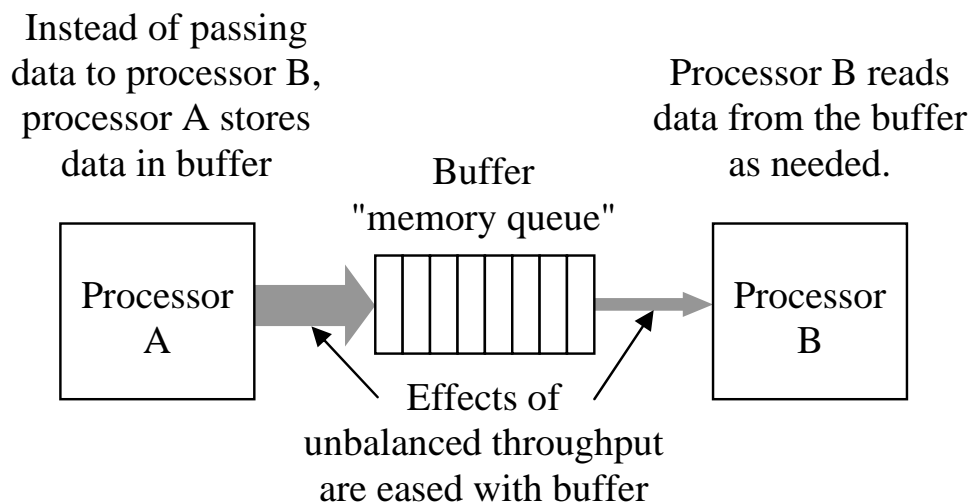 Instead of passing
data to processor B,
processor A stores
data in buffer
Processor B reads
data from the buffer
as needed.
Buffer
"memory queue"
Processor
A
Processor
B
Effects of
unbalanced throughput
are eased with buffer